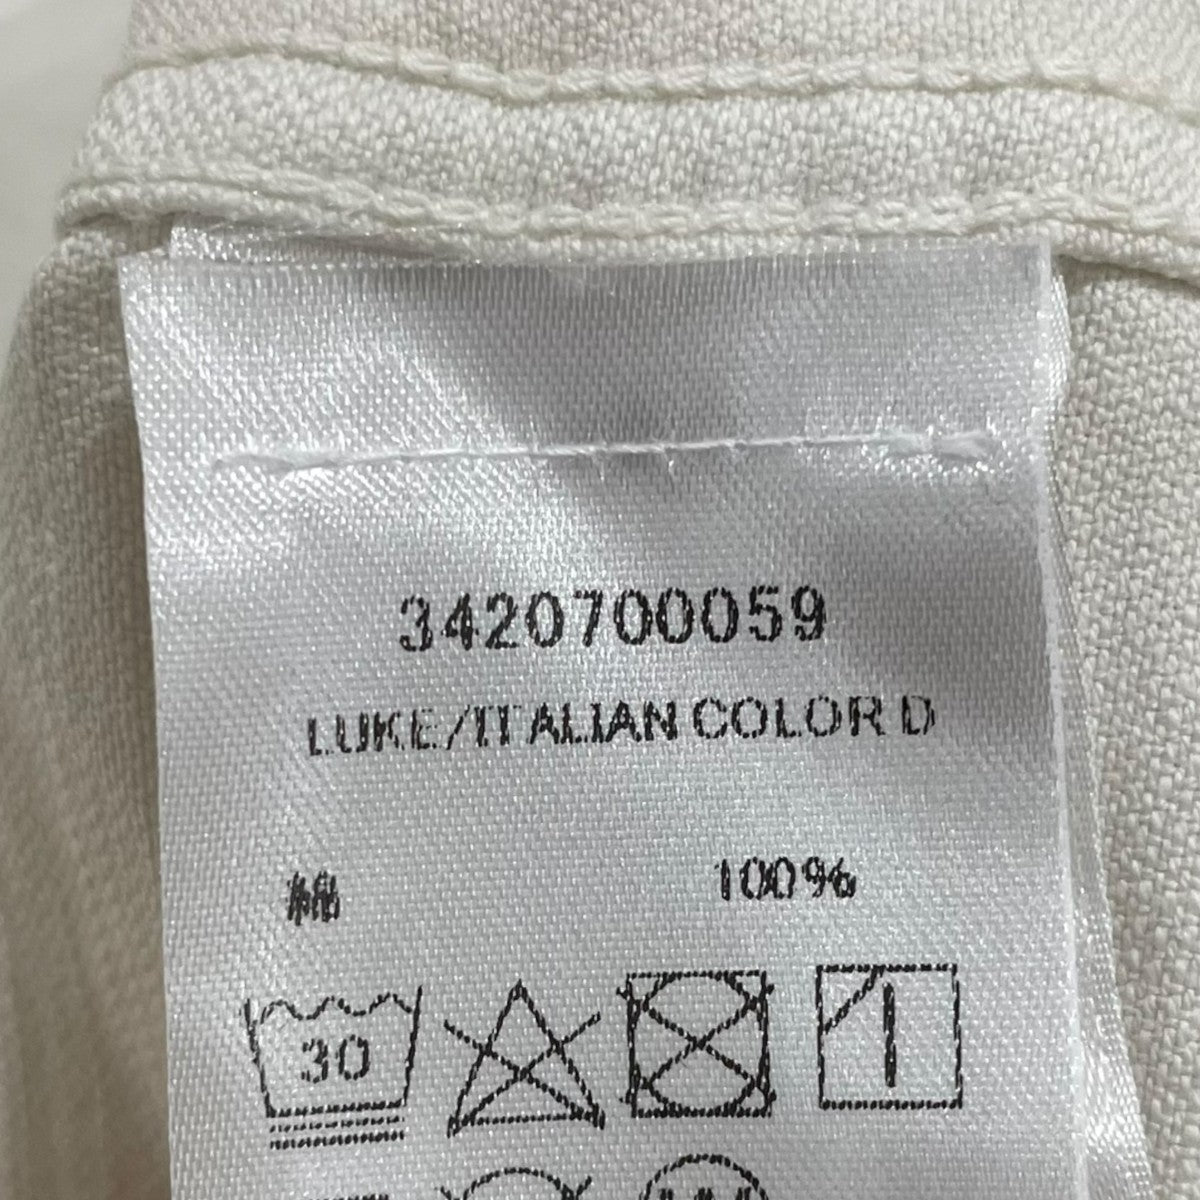 3420700059
LUKE/ITALIAN COLOR D
綿 100%
30